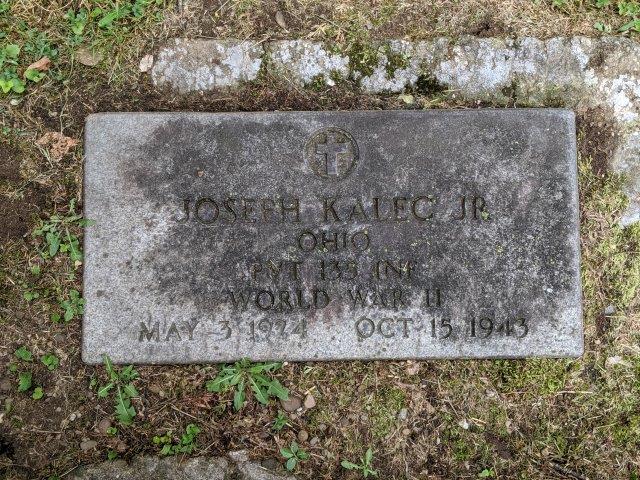 JOSEPH KALEC JR
OHIO
PVT 135 INF
WORLD WAR II
MAY 3 1924 OCT 15 1943